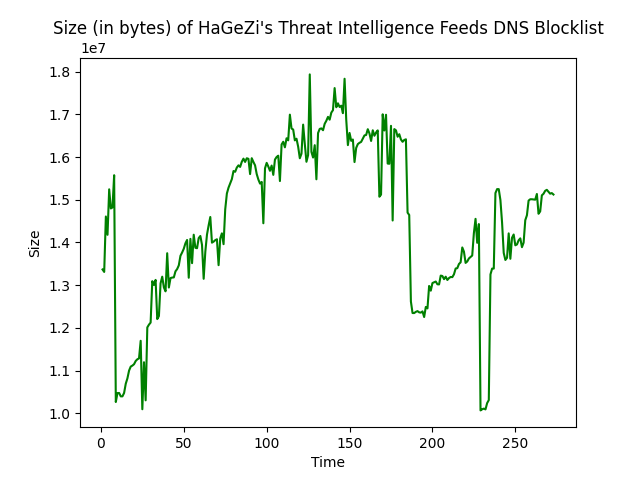 Size (in bytes) of HaGeZi's Threat Intelligence Feeds DNS Blocklist
1e7
1.8
1.7
1.6
1.5
1.4
1.3
1.2
1.1
1.0
Size
0 50 100 150 200 250
Time